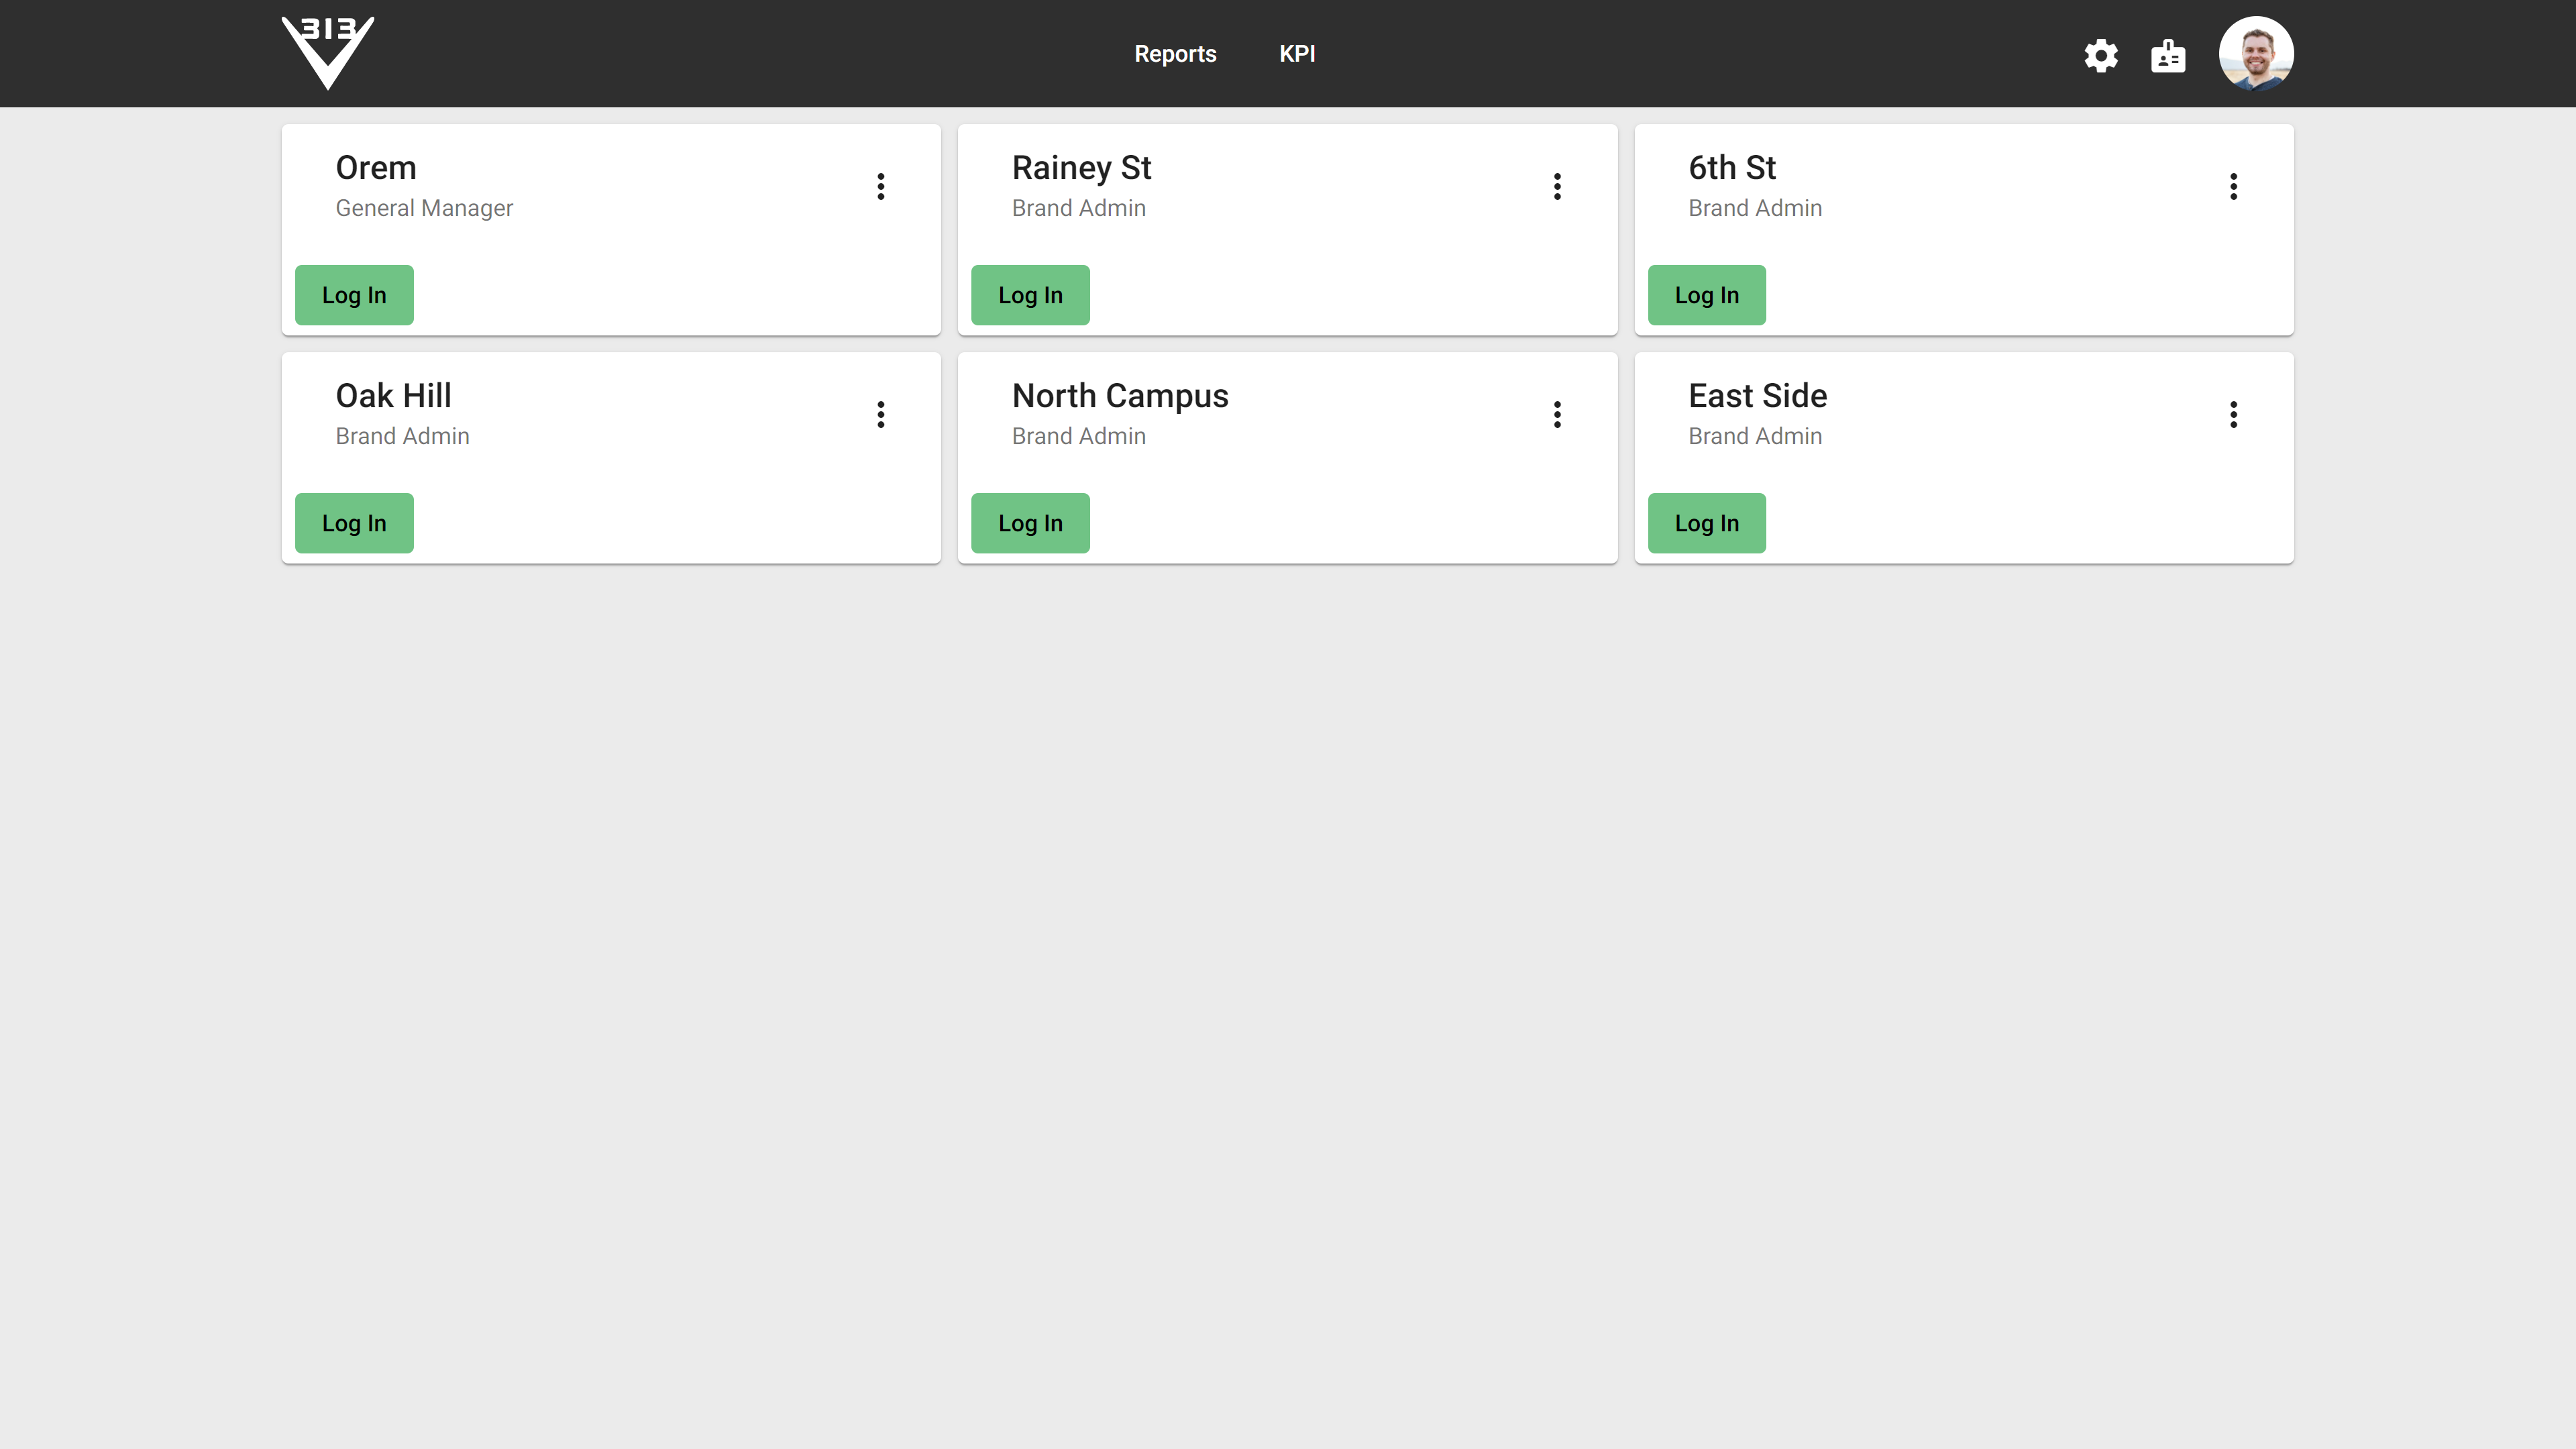 313
Reports
KPI
Orem
General Manager
Log In
Rainey St
Brand Admin
Log In
6th St
Brand Admin
Log In
Oak Hill
Brand Admin
Log In
North Campus
Brand Admin
Log In
East Side
Brand Admin
Log In